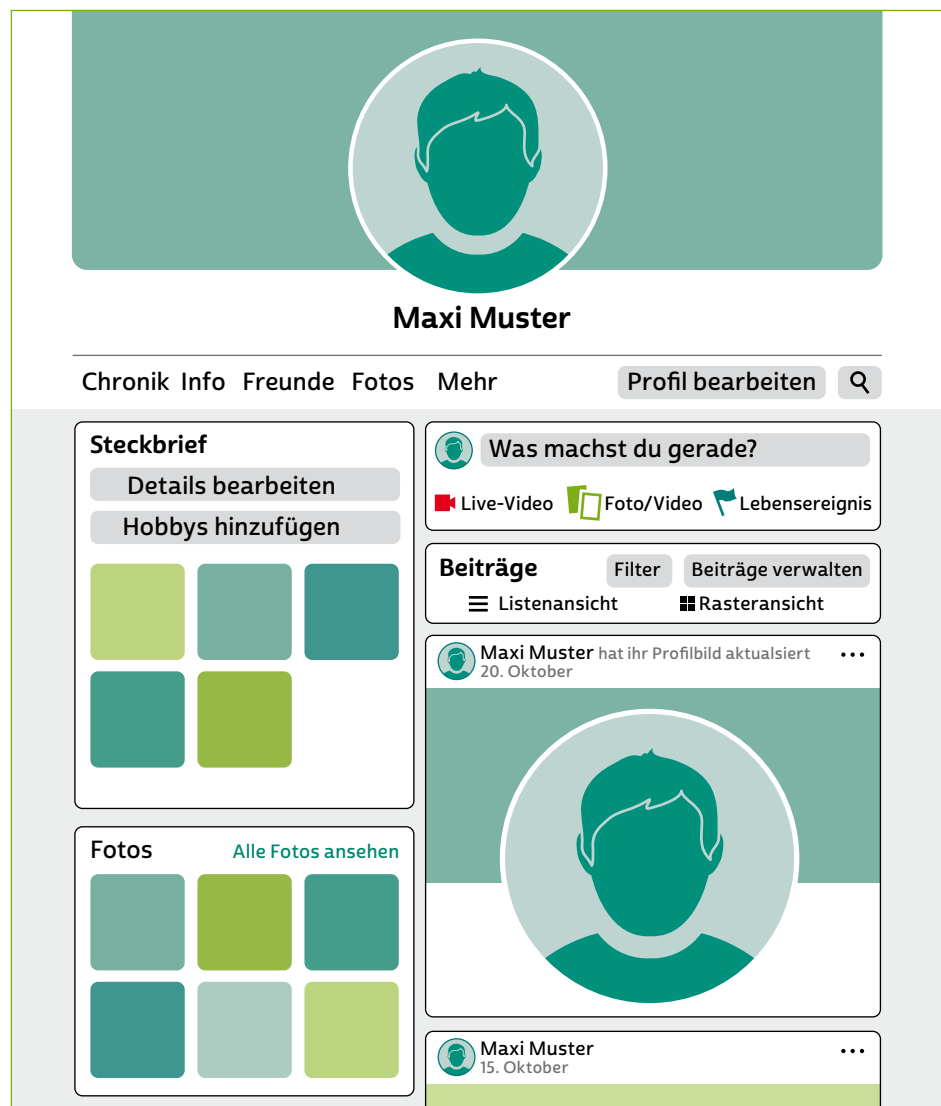 Maxi Muster
Chronik Info Freunde Fotos Mehr Profil bearbeiten
Steckbrief
Details bearbeiten
Hobbys hinzufügen
Fotos Alle Fotos ansehen
Was machst du gerade?
Live-Video Foto/Video Lebensereignis
Beiträge Filter Beiträge verwalten
Listenansicht Rasteransicht
Maxi Muster hat ihr Profilbild aktualsiert
20. Oktober
Maxi Muster
15. Oktober